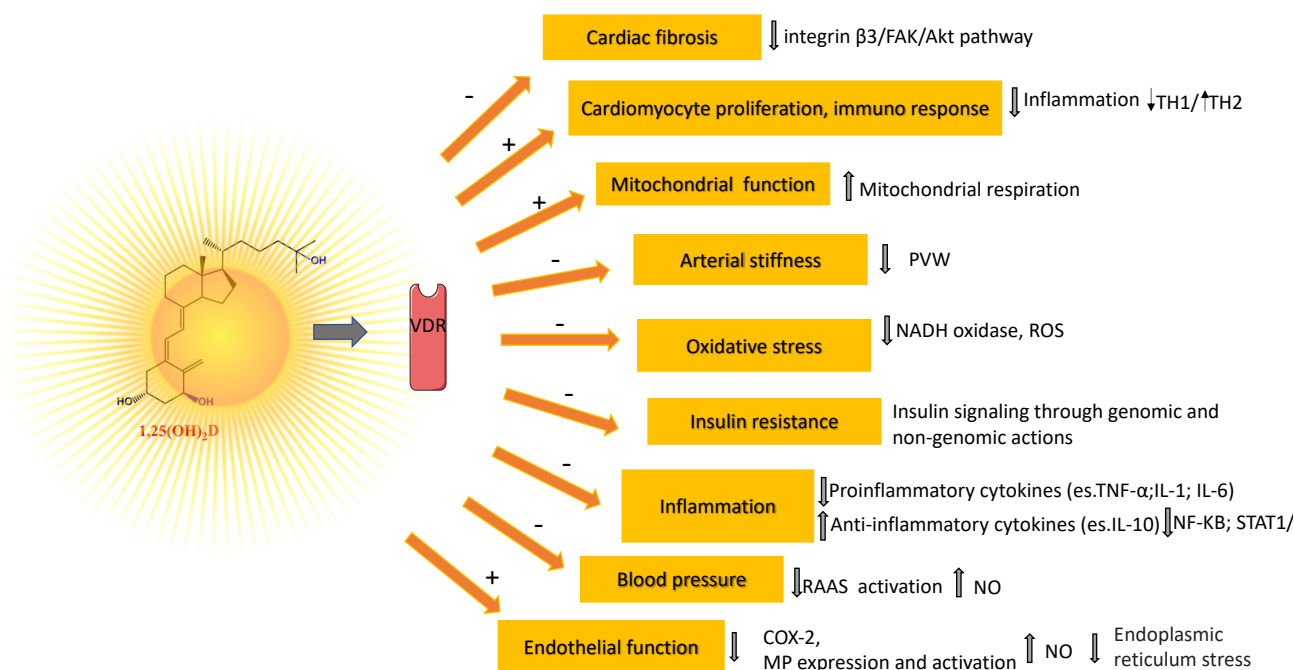 Cardiac fibrosis
integrin β3/FAK/Akt pathway
-
Cardiomyocyte proliferation, immuno response
Inflammation TH1/ TH2
+
Mitochondrial function
Mitochondrial respiration
+
Arterial stiffness
PVW
-
OH
VDR
Oxidative stress
NADH oxidase, ROS
-
HO
OH
1,25(OH)2D
Insulin resistance
Insulin signaling through genomic and
non-genomic actions
-
Inflammation
Proinflammatory cytokines (es.TNF-α;IL-1; IL-6)
Anti-inflammatory cytokines (es.IL-10) NF-KB; STAT1/
-
Blood pressure
RAAS activation NO
-
Endothelial function
COX-2,
MP expression and activation NO
Endoplasmic
reticulum stress
+